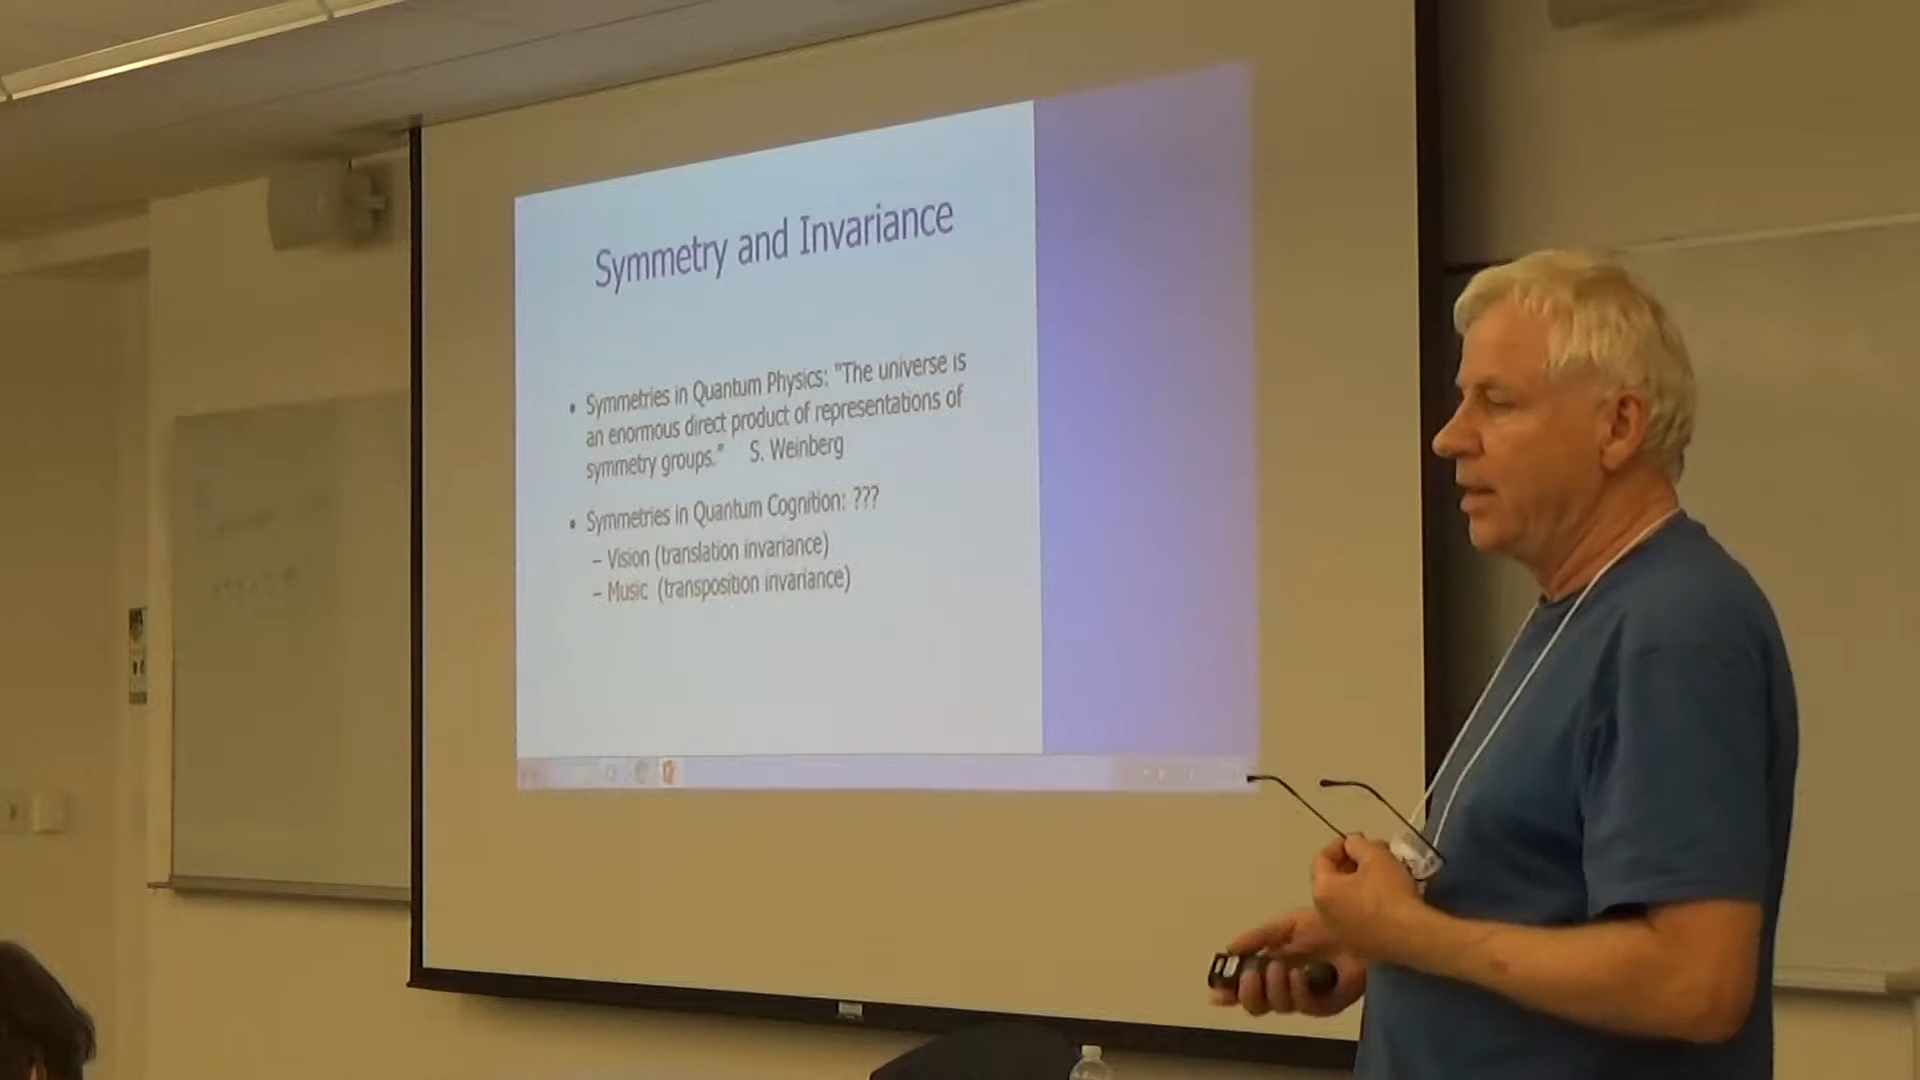 Symmetry and Invariance
• Symmetries in Quantum Physics: "The universe is
an enormous direct product of representations of
symmetry groups." S. Weinberg
• Symmetries in Quantum Cognition: ???
– Vision (translation invariance)
– Music (transposition invariance)